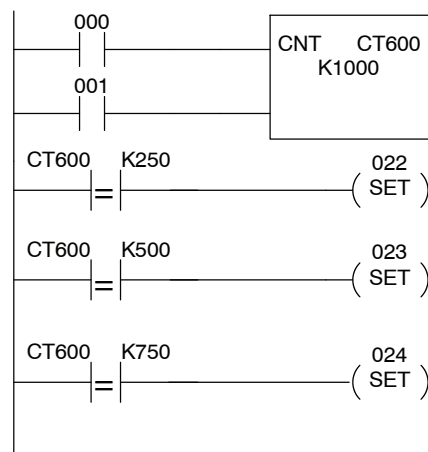 000
CNT CT600
K1000
001
CT600 K250
=
022
SET
CT600 K500
=
023
SET
CT600 K750
=
024
SET